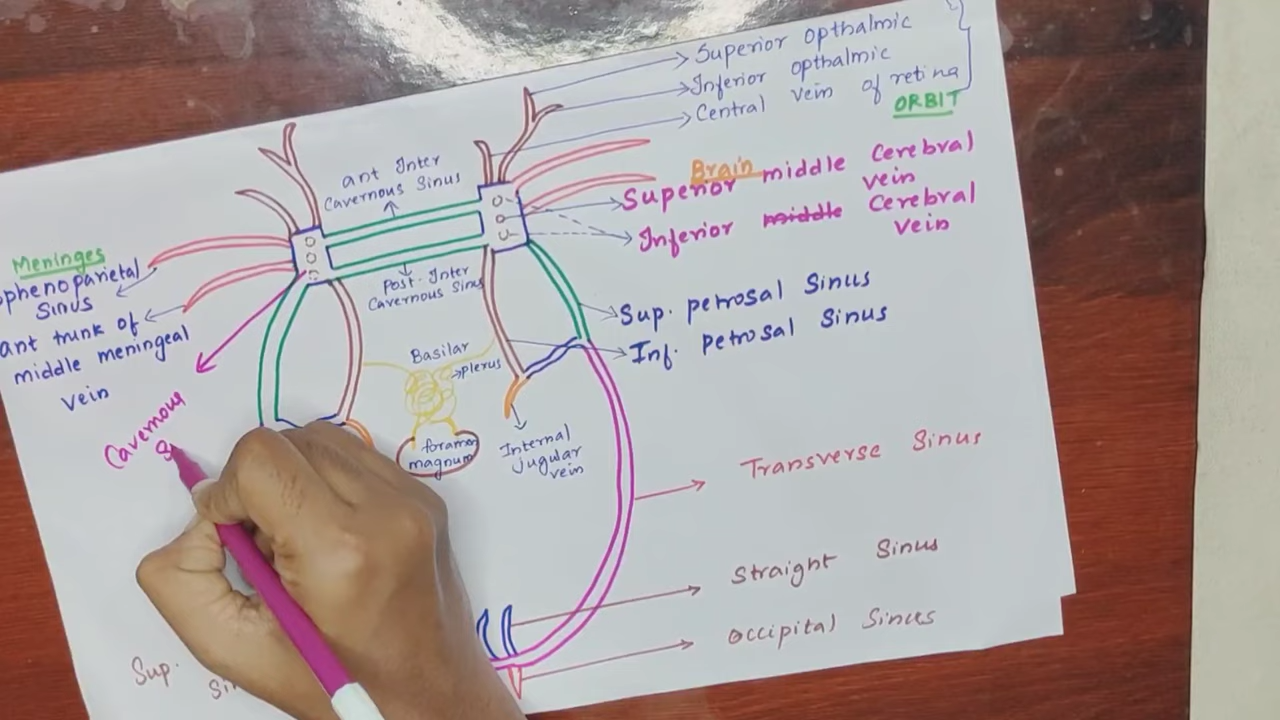 Superior opthalmic
Inferior opthalmic
Central vein of retina
ORBIT
ant Inter
Cavernous Sinus
Brain
Superior middle Cerebral
vein
Inferior middle Cerebral
vein
Meninges
sphenoparietal
Sinus
ant trunk of
middle meningeal
vein
Post. Inter
Cavernous Sinus
Sup. petrosal Sinus
Inf. petrosal Sinus
Basilar
plerus
Cavernous
S
foramen
magnum
Internal
jugular
vein
Transverse Sinus
Straight Sinus
Occipital Sinus
Sup.
Sin